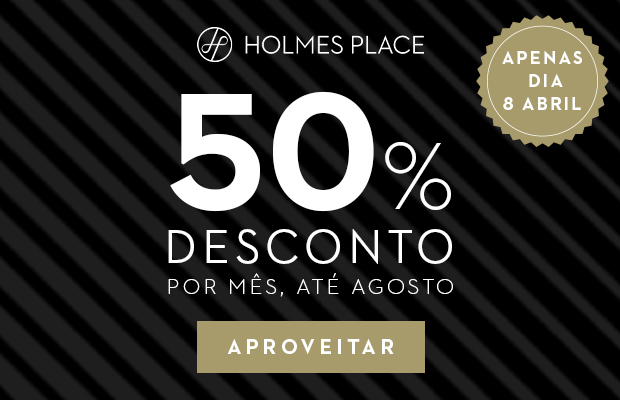 HOLMES PLACE
APENAS
DIA
8 ABRIL
50%
DESCONTO
POR MÊS, ATÉ AGOSTO
APROVEITAR